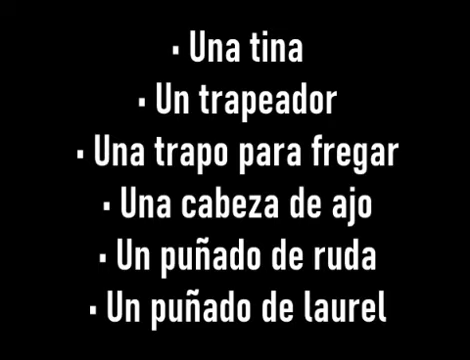 · Una tina
· Un trapeador
· Una trapo para fregar
· Una cabeza de ajo
· Un puñado de ruda
· Un puñado de laurel